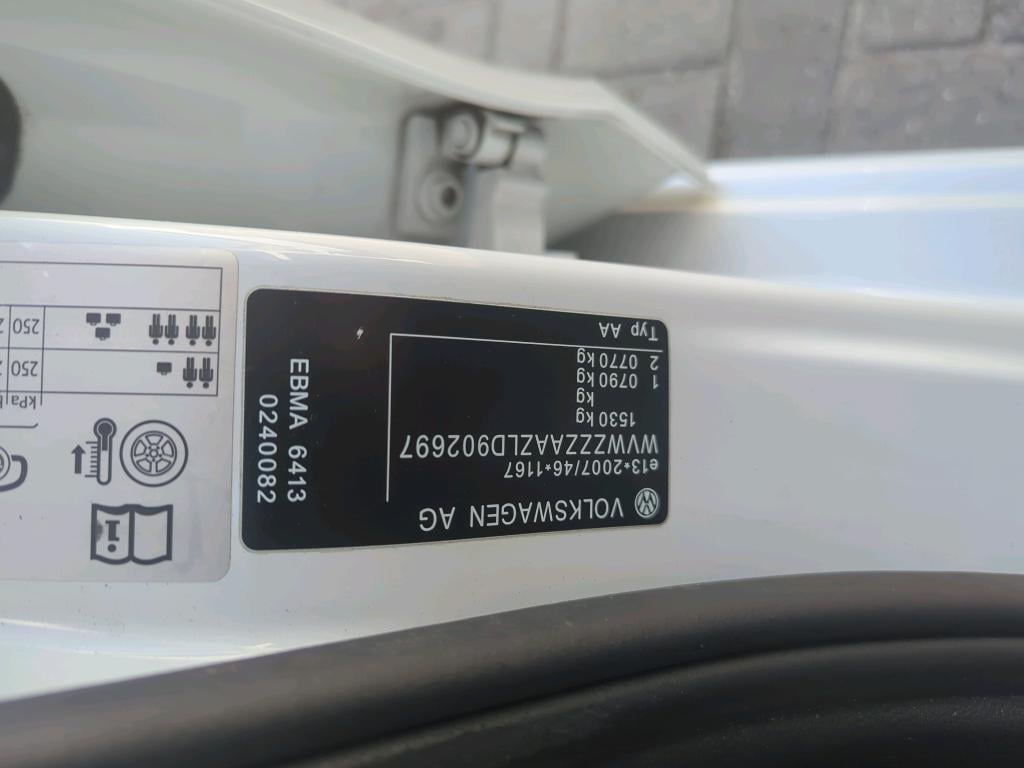 VOLKSWAGEN AG
e13*2007/46*1167
WVWZZZAAZLD902697
1530 kg
kg
1 0790 kg
2 0770 kg
Typ AA
EBMA 6413
0240082
kPa
250
250